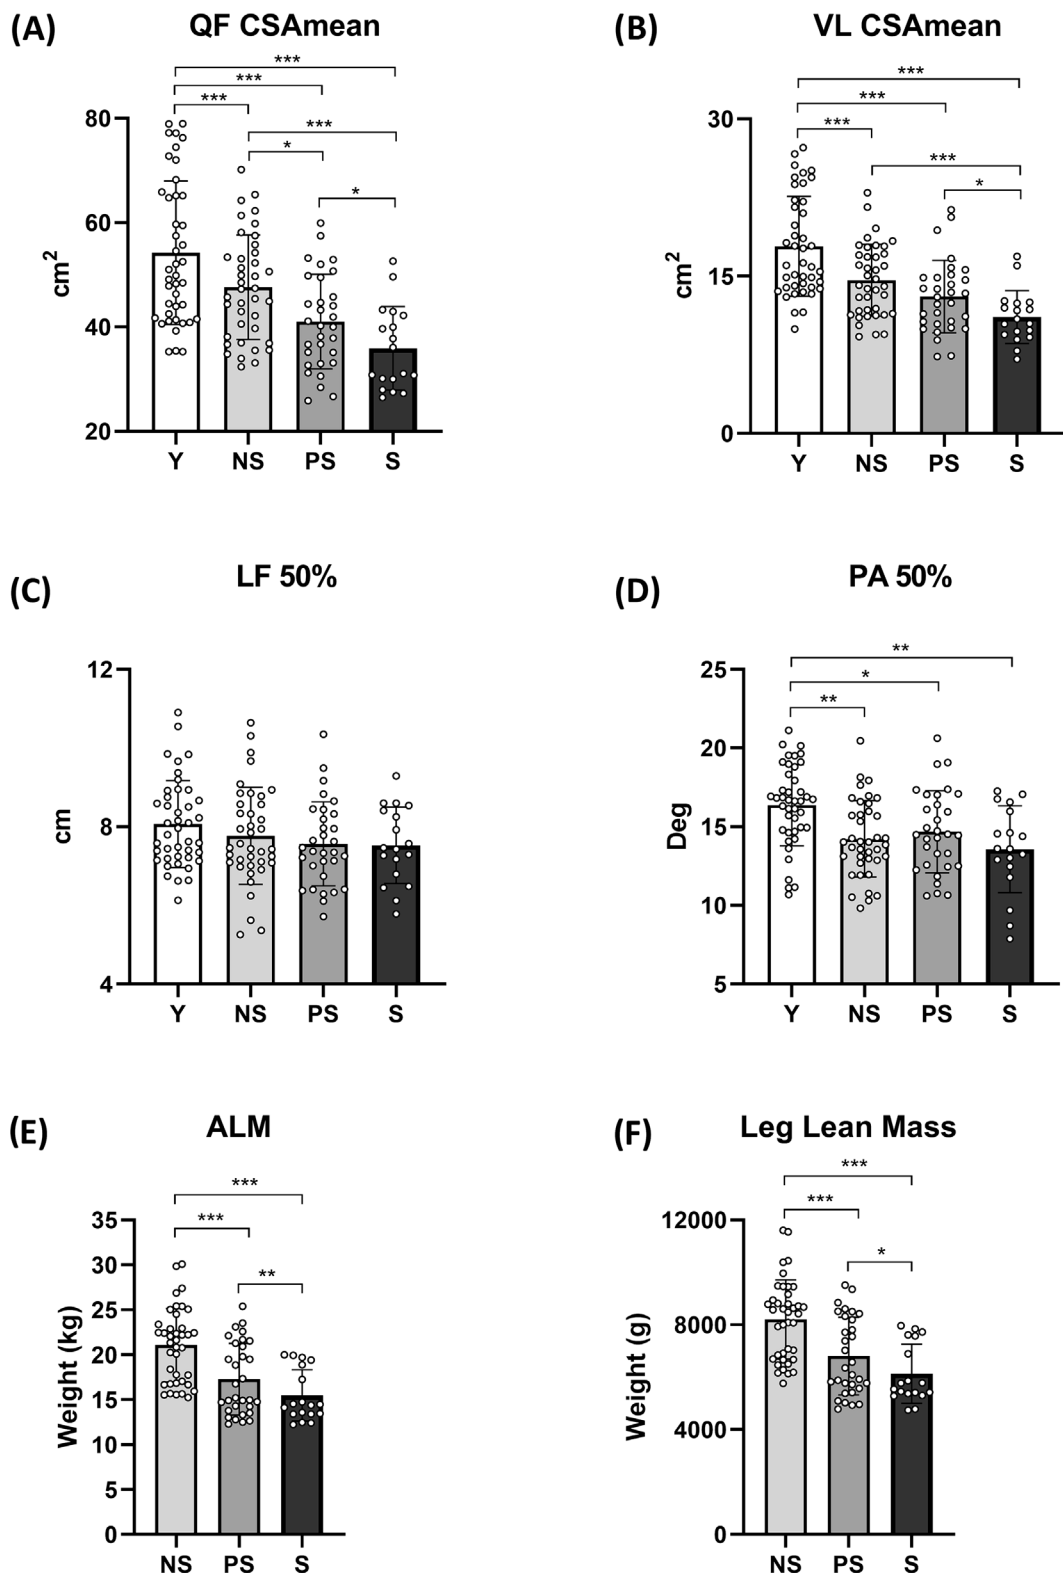 (A) QF CSAmean
***
***
***
***
*
*
80
60
40
20
cm²
Y NS PS S
(B) VL CSAmean
***
***
***
***
*
30
15
0
cm²
Y NS PS S
(C) LF 50%
12
8
4
cm
Y NS PS S
(D) PA 50%
**
*
**
25
20
15
10
5
Deg
Y NS PS S
(E) ALM
***
***
**
35
30
25
20
15
10
5
0
Weight (kg)
NS PS S
(F) Leg Lean Mass
***
***
*
12000
8000
4000
0
Weight (g)
NS PS S